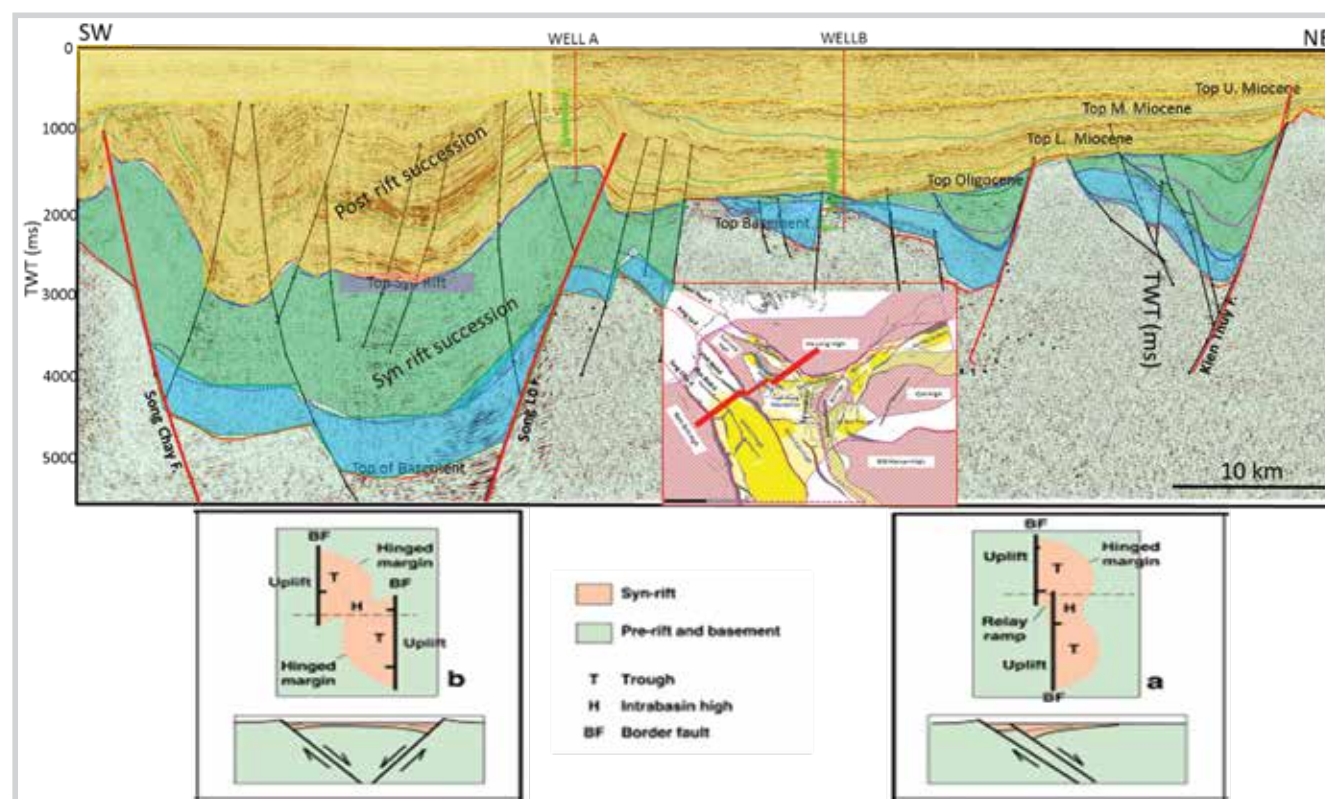 SW
WELL A
WELLB
NE
0
1000
2000
3000
4000
5000
TWT (ms)
Top U. Miocene
Top M. Miocene
Top L. Miocene
Top Oligocene
Post rift succession
Top Basement
Top Syn Rift
Syn rift succession
Top of Basement
Song Chay F.
Song Lo F.
TWT (ms)
Kien Thuy F.
10 km
BF
Hinged
margin
Uplift
T
BF
H
T
Uplift
Hinged
margin
b
Syn-rift
Pre-rift and basement
T Trough
H Intrabasin high
BF Border fault
BF
Uplift
Hinged
margin
T
H
Relay
ramp
T
Uplift
BF
a